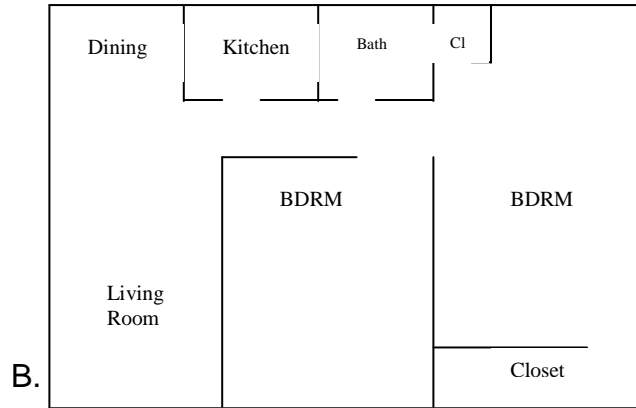 Dining
Kitchen
Bath
Cl
BDRM
BDRM
Living
Room
B.
Closet